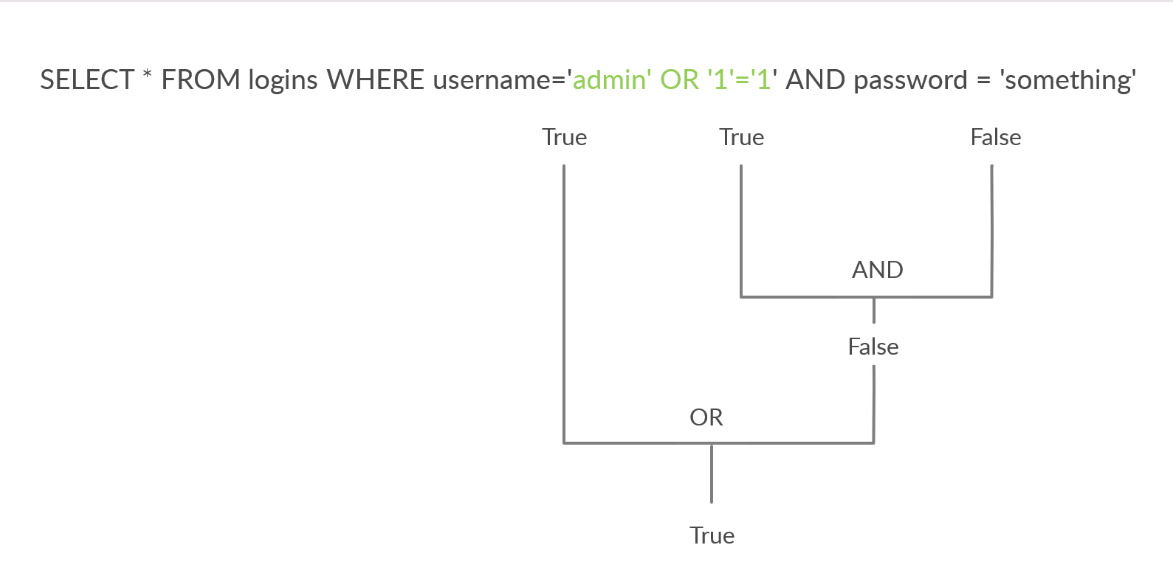 SELECT * FROM logins WHERE username='admin' OR '1'='1' AND password = 'something'
True True False
AND
False
OR
True